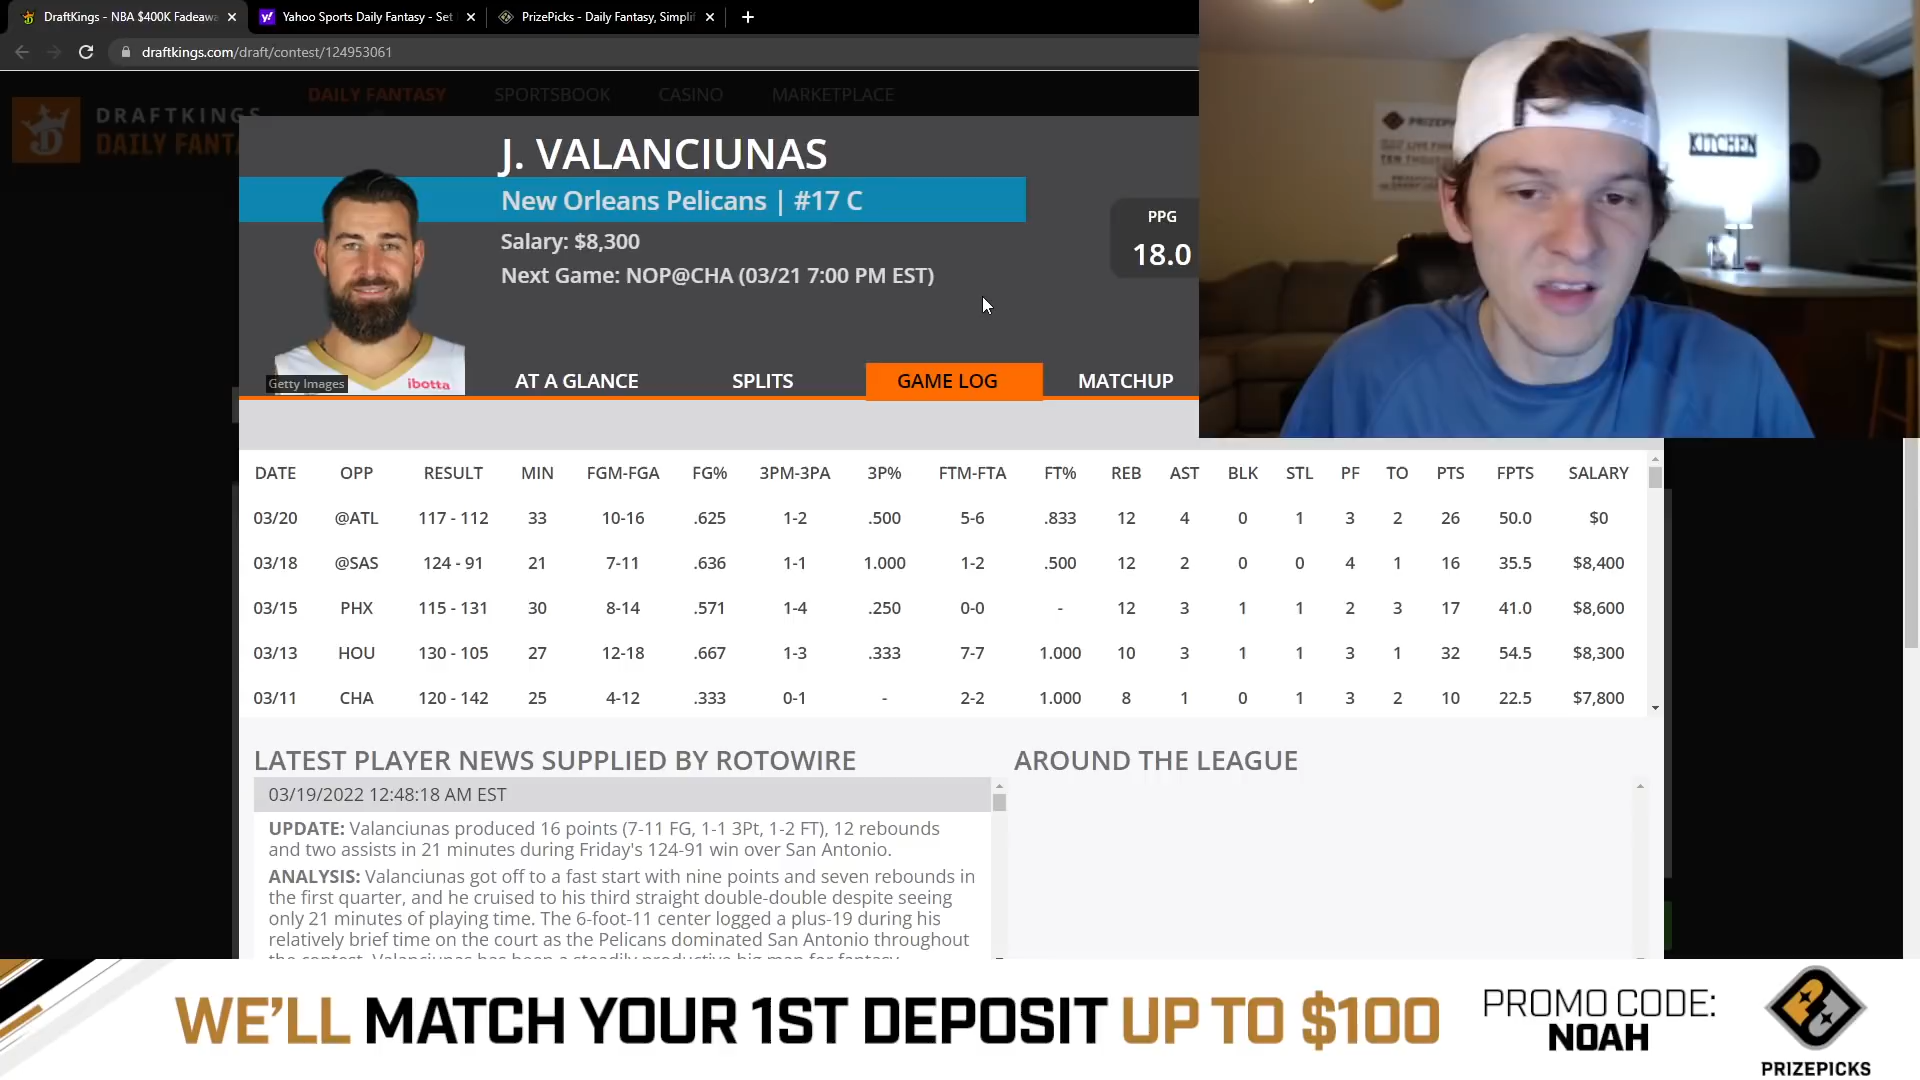 DraftKings - NBA $400K Fadeawa
Yahoo Sports Daily Fantasy - Set
PrizePicks - Daily Fantasy, Simplif
draftkings.com/draft/contest/124953061
DRAFTKINGS
DAILY FANT
DAILY FANTASY SPORTSBOOK CASINO MARKETPLACE
J. VALANCIUNAS
New Orleans Pelicans | #17 C
Salary: $8,300
Next Game: NOP@CHA (03/21 7:00 PM EST)
PPG
18.0
KITCHEN
ibotta
Getty Images
AT A GLANCE SPLITS GAME LOG MATCHUP
DATE OPP RESULT MIN FGM-FGA FG% 3PM-3PA 3P% FTM-FTA FT% REB AST BLK STL PF TO PTS FPTS SALARY
03/20 @ATL 117 - 112 33 10-16 .625 1-2 .500 5-6 .833 12 4 0 1 3 2 26 50.0 $0
03/18 @SAS 124 - 91 21 7-11 .636 1-1 1.000 1-2 .500 12 2 0 0 4 1 16 35.5 $8,400
03/15 PHX 115 - 131 30 8-14 .571 1-4 .250 0-0 - 12 3 1 1 2 3 17 41.0 $8,600
03/13 HOU 130 - 105 27 12-18 .667 1-3 .333 7-7 1.000 10 3 1 1 3 1 32 54.5 $8,300
03/11 CHA 120 - 142 25 4-12 .333 0-1 - 2-2 1.000 8 1 0 1 3 2 10 22.5 $7,800
LATEST PLAYER NEWS SUPPLIED BY ROTOWIRE
03/19/2022 12:48:18 AM EST
UPDATE: Valanciunas produced 16 points (7-11 FG, 1-1 3Pt, 1-2 FT), 12 rebounds
and two assists in 21 minutes during Friday's 124-91 win over San Antonio.
ANALYSIS: Valanciunas got off to a fast start with nine points and seven rebounds in
the first quarter, and he cruised to his third straight double-double despite seeing
only 21 minutes of playing time. The 6-foot-11 center logged a plus-19 during his
relatively brief time on the court as the Pelicans dominated San Antonio throughout
the contest. Valanciunas has been a steadily productive big man for fantasy
AROUND THE LEAGUE
WE'LL MATCH YOUR 1ST DEPOSIT UP TO $100
PROMO CODE:
NOAH
PRIZEPICKS